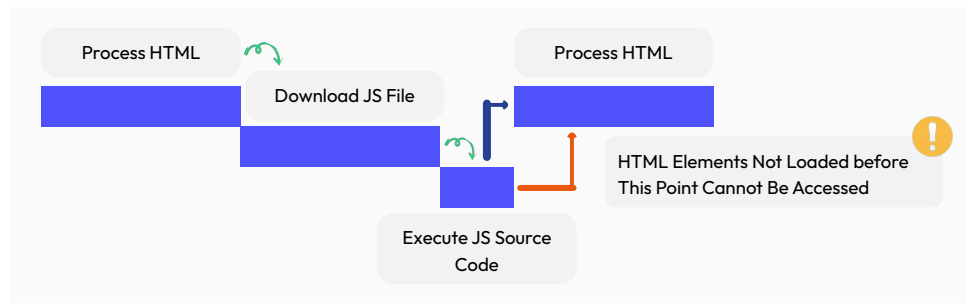 Process HTML
Process HTML
Download JS File
HTML Elements Not Loaded before
This Point Cannot Be Accessed
Execute JS Source
Code